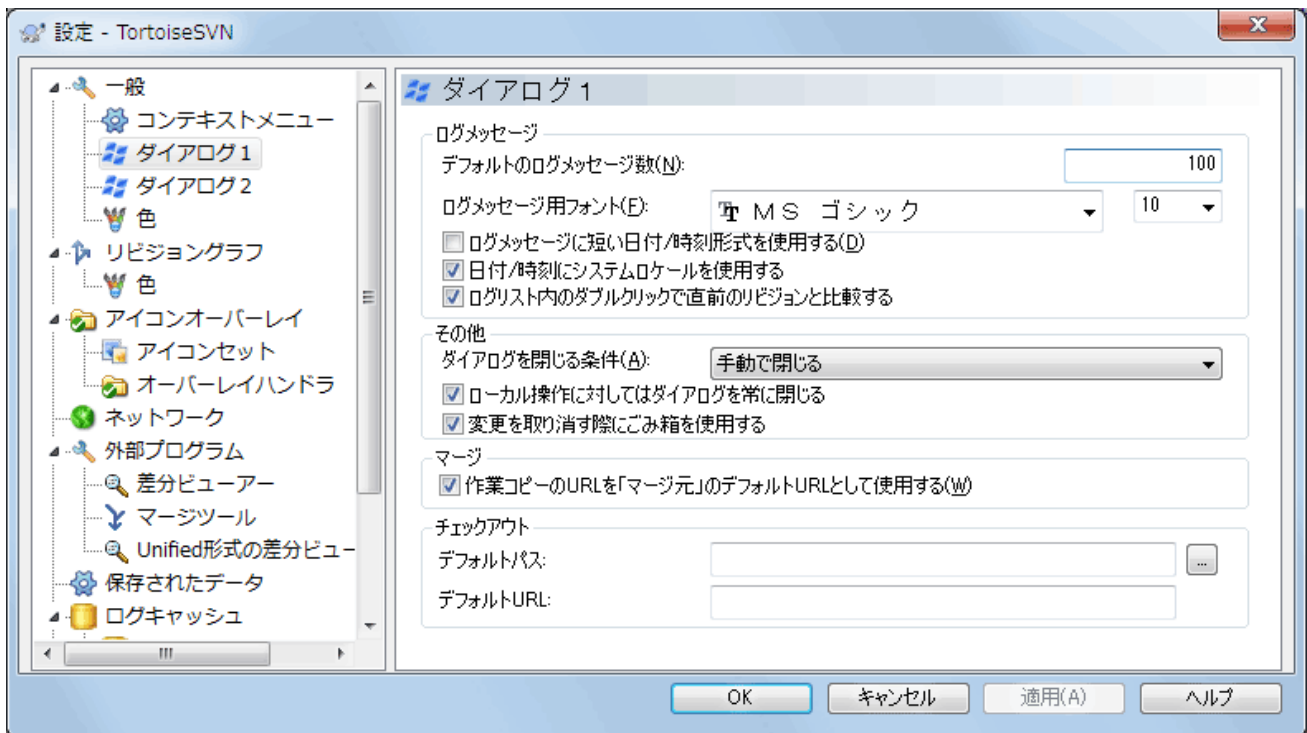 設定 - TortoiseSVN
一般
コンテキストメニュー
ダイアログ1
ダイアログ2
色
リビジョングラフ
色
アイコンオーバーレイ
アイコンセット
オーバーレイハンドラ
ネットワーク
外部プログラム
差分ビューアー
マージツール
Unified形式の差分ビュー
保存されたデータ
ログキャッシュ
ダイアログ1
ログメッセージ
デフォルトのログメッセージ数(N): 100
ログメッセージ用フォント(F): MS ゴシック 10
ログメッセージに短い日付/時刻形式を使用する(D)
日付/時刻にシステムロケールを使用する
ログリスト内のダブルクリックで直前のリビジョンと比較する
その他
ダイアログを閉じる条件(A): 手動で閉じる
ローカル操作に対してはダイアログを常に閉じる
変更を取り消す際にごみ箱を使用する
マージ
作業コピーのURLを「マージ元」のデフォルトURLとして使用する(W)
チェックアウト
デフォルトパス: ...
デフォルトURL:
OK キャンセル 適用(A) ヘルプ